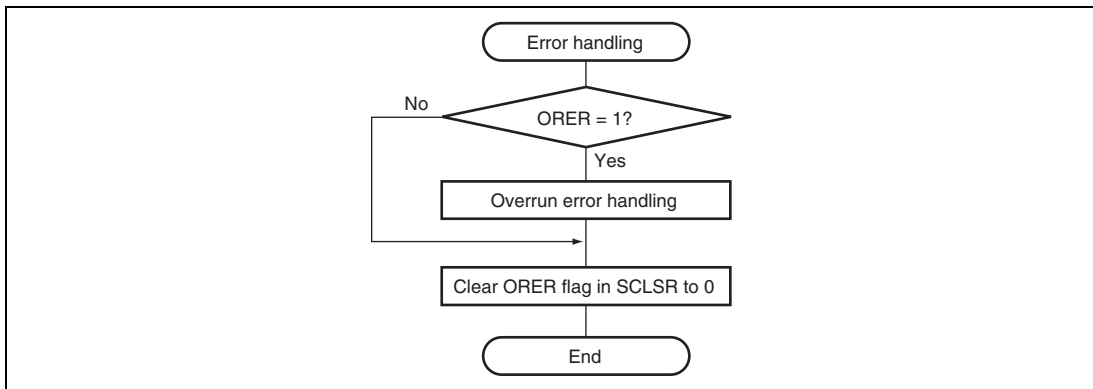 Error handling
No
ORER = 1?
Yes
Overrun error handling
Clear ORER flag in SCLSR to 0
End